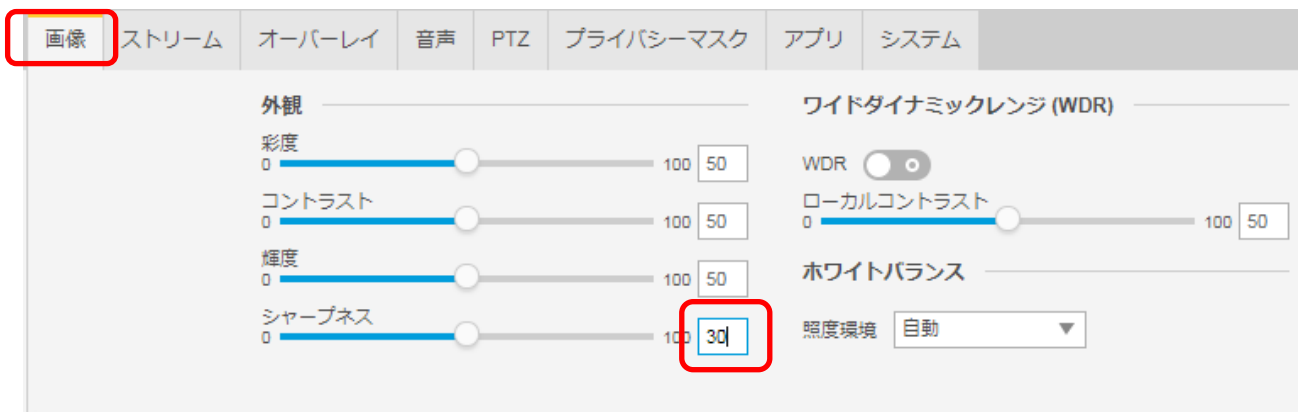 画像 ストリーム オーバーレイ 音声 PTZ プライバシーマスク アプリ システム
外観
彩度
0 100 50
コントラスト
0 100 50
輝度
0 100 50
シャープネス
0 100 30
ワイドダイナミックレンジ (WDR)
WDR
ローカルコントラスト
0 100 50
ホワイトバランス
照度環境 自動